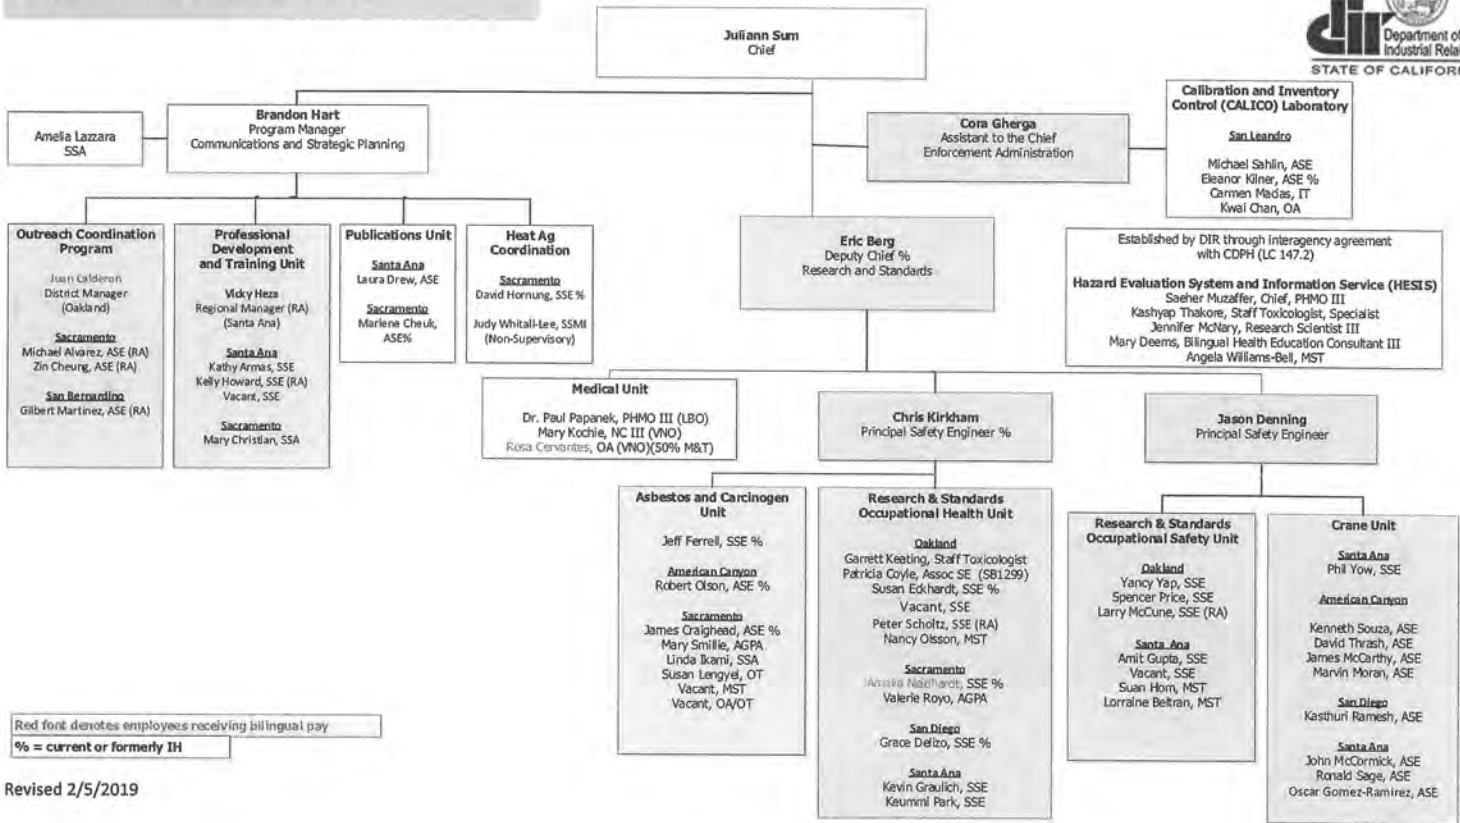 Juliann Sum
Chief
Department of
Industrial Rela
STATE OF CALIFOR
Amelia Lazzara
SSA
Brandon Hart
Program Manager
Communications and Strategic Planning
Cora Gherga
Assistant to the Chief
Enforcement Administration
Calibration and Inventory
Control (CALICO) Laboratory
San Leandro
Michael Sahlin, ASE
Eleanor Kilner, ASE %
Carmen Macias, IT
Kwai Chan, OA
Outreach Coordination
Program
Juan Calderon
District Manager
(Oakland)
Sacramento
Michael Alvarez, ASE (RA)
Zin Cheung, ASE (RA)
San Bernardino
Gilbert Martinez, ASE (RA)
Professional
Development
and Training Unit
Vicky Heza
Regional Manager (RA)
(Santa Ana)
Santa Ana
Kathy Armas, SSE
Kelly Howard, SSE (RA)
Vacant, SSE
Sacramento
Mary Christian, SSA
Publications Unit
Santa Ana
Laura Drew, ASE
Sacramento
Marlene Cheuk,
ASE%
Heat Ag
Coordination
Sacramento
David Hornung, SSE %
Judy Whitall-Lee, SSMI
(Non-Supervisory)
Eric Berg
Deputy Chief %
Research and Standards
Established by DIR through interagency agreement
with CDPH (LC 147.2)
Hazard Evaluation System and Information Service (HESIS)
Saeher Muzaffer, Chief, PHMO III
Kashyap Thakore, Staff Toxicologist, Specialist
Jennifer McNary, Research Scientist III
Mary Deems, Bilingual Health Education Consultant III
Angela Williams-Bell, MST
Medical Unit
Dr. Paul Papanek, PHMO III (LBO)
Mary Kochie, NC III (VNO)
Rosa Cervantes, OA (VNO)(50% M&T)
Chris Kirkham
Principal Safety Engineer %
Jason Denning
Principal Safety Engineer
Asbestos and Carcinogen
Unit
Jeff Ferrell, SSE %
American Canyon
Robert Olson, ASE %
Sacramento
James Craighead, ASE %
Mary Smillie, AGPA
Linda Ikami, SSA
Susan Lengyel, OT
Vacant, MST
Vacant, OA/OT
Research & Standards
Occupational Health Unit
Oakland
Garrett Keating, Staff Toxicologist
Patricia Coyle, Assoc SE (SB1299)
Susan Eckhardt, SSE %
Vacant, SSE
Peter Scholtz, SSE (RA)
Nancy Olsson, MST
Sacramento
Neidhardt, SSE %
Valerie Royo, AGPA
San Diego
Grace Delizo, SSE %
Santa Ana
Kevin Graulich, SSE
Keummi Park, SSE
Research & Standards
Occupational Safety Unit
Oakland
Yancy Yap, SSE
Spencer Price, SSE
Larry McCune, SSE (RA)
Santa Ana
Amit Gupta, SSE
Vacant, SSE
Suan Hom, MST
Lorraine Beltran, MST
Crane Unit
Santa Ana
Phil Yow, SSE
American Canyon
Kenneth Souza, ASE
David Thrash, ASE
James McCarthy, ASE
Marvin Moran, ASE
San Diego
Kasthuri Ramesh, ASE
Santa Ana
John McCormick, ASE
Ronald Sage, ASE
Oscar Gomez-Ramirez, ASE
Red font denotes employees receiving bilingual pay
% = current or formerly IH
Revised 2/5/2019